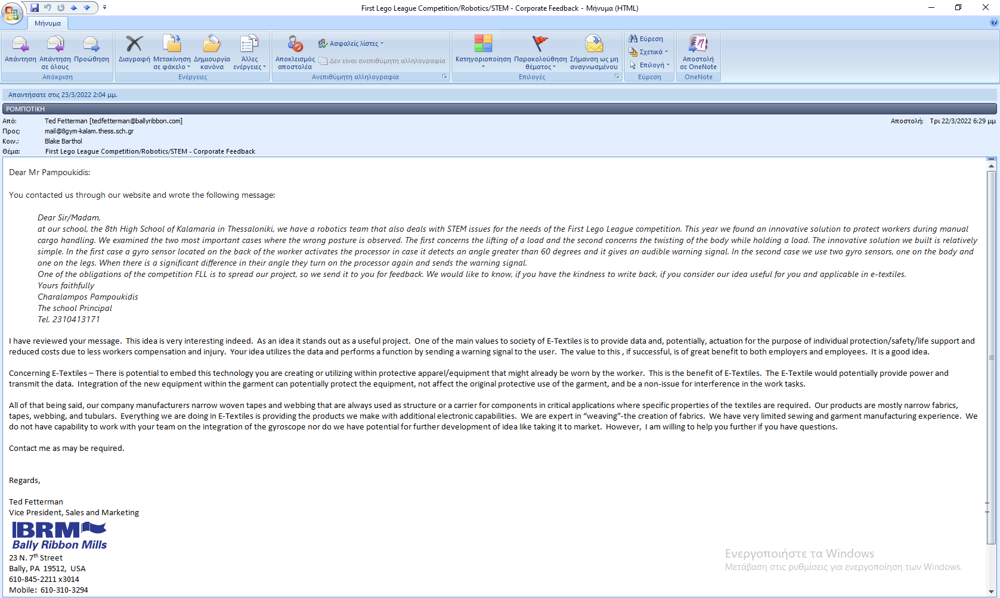 First Lego League Competition/Robotics/STEM - Corporate Feedback - Μήνυμα (HTML)
Μήνυμα
Απάντηση
Απάντηση σε όλους
Προώθηση
Απόκριση
Διαγραφή
Μετακίνηση σε φάκελο
Δημιουργία κανόνα
Άλλες ενέργειες
Ενέργειες
Αποκλεισμός αποστολέα
Ασφαλείς λίστες
Δεν είναι ανεπιθύμητη αλληλογραφία
Ανεπιθύμητη αλληλογραφία
Κατηγοριοποίηση
Παρακολούθηση θέματος
Σήμανση ως μη αναγνωσμένου
Επιλογές
Εύρεση
Σχετικά
Επιλογή
Εύρεση
Αποστολή σε OneNote
OneNote
Απαντήσατε στις 23/3/2022 2:04 μμ.
ΡΟΜΠΟΤΙΚΗ
Από: Ted Fetterman [tedfetterman@ballyribbon.com] Αποστολή: Τρι 22/3/2022 6:29 μμ
Προς: mail@8gym-kalam.thess.sch.gr
Κοιν.: Blake Barthol
Θέμα: First Lego League Competition/Robotics/STEM - Corporate Feedback
Dear Mr Pampoukidis:
You contacted us through our website and wrote the following message:
Dear Sir/Madam,
at our school, the 8th High School of Kalamaria in Thessaloniki, we have a robotics team that also deals with STEM issues for the needs of the First Lego League competition. This year we found an innovative solution to protect workers during manual
cargo handling. We examined the two most important cases where the wrong posture is observed. The first concerns the lifting of a load and the second concerns the twisting of the body while holding a load. The innovative solution we built is relatively
simple. In the first case a gyro sensor located on the back of the worker activates the processor in case it detects an angle greater than 60 degrees and it gives an audible warning signal. In the second case we use two gyro sensors, one on the body and
one on the legs. When there is a significant difference in their angle they turn on the processor again and sends the warning signal.
One of the obligations of the competition FLL is to spread our project, so we send it to you for feedback. We would like to know, if you have the kindness to write back, if you consider our idea useful for you and applicable in e-textiles.
Yours faithfully
Charalampos Pampoukidis
The school Principal
Tel. 2310413171
I have reviewed your message. This idea is very interesting indeed. As an idea it stands out as a useful project. One of the main values to society of E-Textiles is to provide data and, potentially, actuation for the purpose of individual protection/safety/life support and
reduced costs due to less workers compensation and injury. Your idea utilizes the data and performs a function by sending a warning signal to the user. The value to this , if successful, is of great benefit to both employers and employees. It is a good idea.
Concerning E-Textiles – There is potential to embed this technology you are creating or utilizing within protective apparel/equipment that might already be worn by the worker. This is the benefit of E-Textiles. The E-Textile would potentially provide power and
transmit the data. Integration of the new equipment within the garment can potentially protect the equipment, not affect the original protective use of the garment, and be a non-issue for interference in the work tasks.
All of that being said, our company manufacturers narrow woven tapes and webbing that are always used as structure or a carrier for components in critical applications where specific properties of the textiles are required. Our products are mostly narrow fabrics,
tapes, webbing, and tubulars. Everything we are doing in E-Textiles is providing the products we make with additional electronic capabilities. We are expert in “weaving”-the creation of fabrics. We have very limited sewing and garment manufacturing experience. We
do not have capability to work with your team on the integration of the gyroscope nor do we have potential for further development of idea like taking it to market. However, I am willing to help you further if you have questions.
Contact me as may be required.
Regards,
Ted Fetterman
Vice President, Sales and Marketing
BRM
Bally Ribbon Mills
23 N. 7th Street
Bally, PA 19512, USA
610-845-2211 x3014
Mobile: 610-310-3294
Ενεργοποιήστε τα Windows
Μετάβαση στις ρυθμίσεις για ενεργοποίηση των Windows.